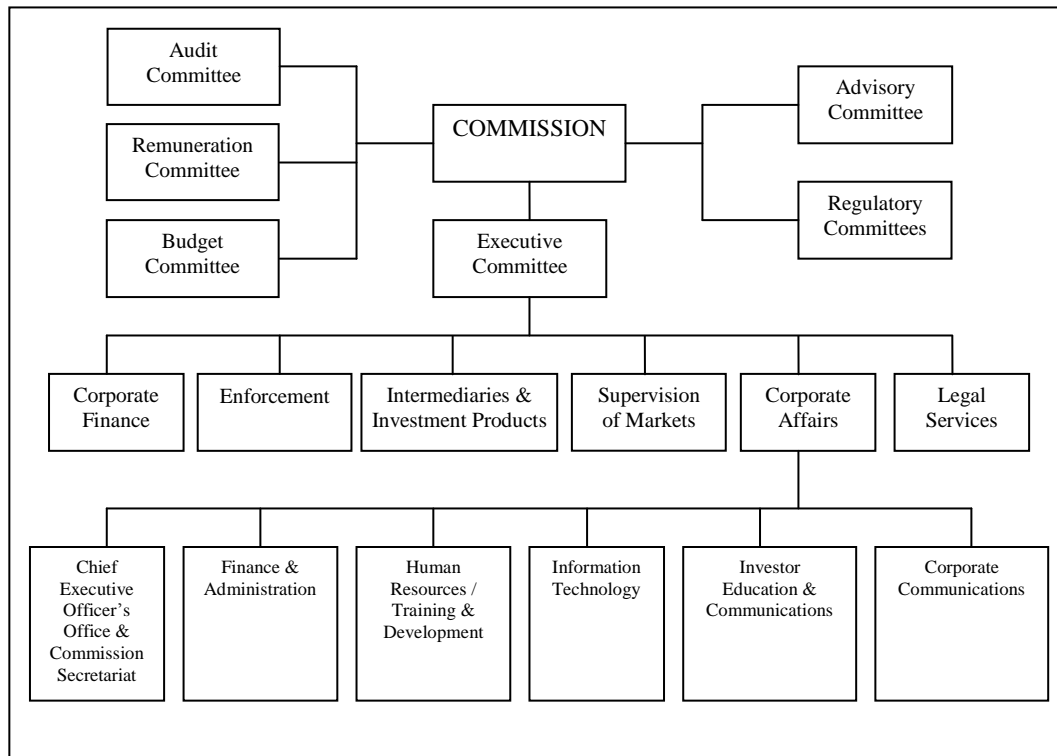 Audit
Committee
Remuneration
Committee
Budget
Committee
COMMISSION
Executive
Committee
Advisory
Committee
Regulatory
Committees
Corporate
Finance
Enforcement
Intermediaries &
Investment Products
Supervision
of Markets
Corporate
Affairs
Legal
Services
Chief
Executive
Officer’s
Office &
Commission
Secretariat
Finance &
Administration
Human
Resources /
Training &
Development
Information
Technology
Investor
Education &
Communications
Corporate
Communications